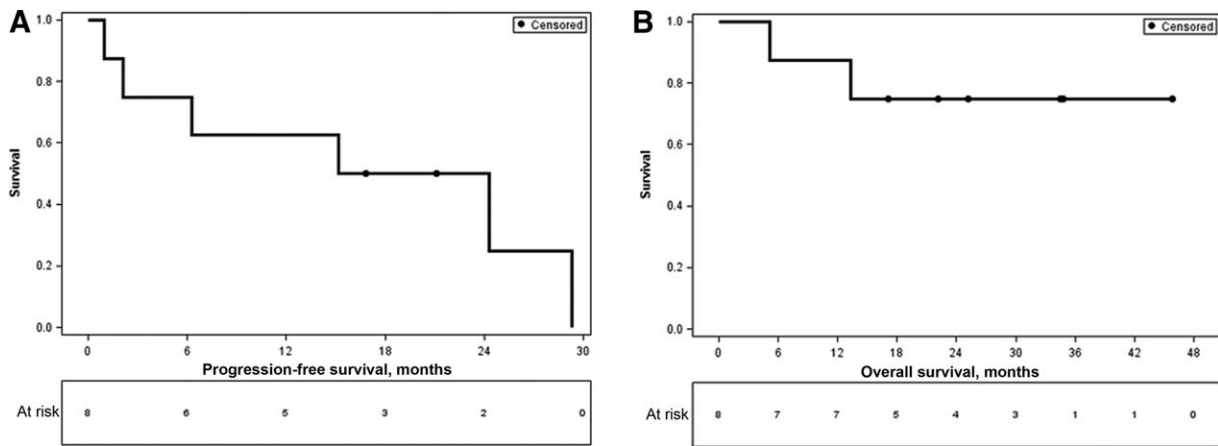 A
Censored
1.0
0.8
0.6
0.4
0.2
0.0
Survival
0 6 12 18 24 30
Progression-free survival, months
At risk 8 6 5 3 2 0
B
Censored
1.0
0.8
0.6
0.4
0.2
0.0
Survival
0 6 12 18 24 30 36 42 48
Overall survival, months
At risk 8 7 7 5 4 3 1 1 0